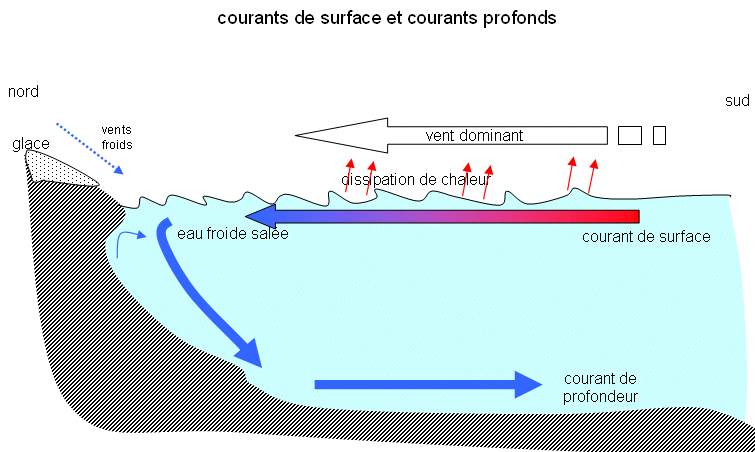 courants de surface et courants profonds
nord
sud
vents
froids
glace
vent dominant
dissipation de chaleur
eau froide salée
courant de surface
courant de
profondeur